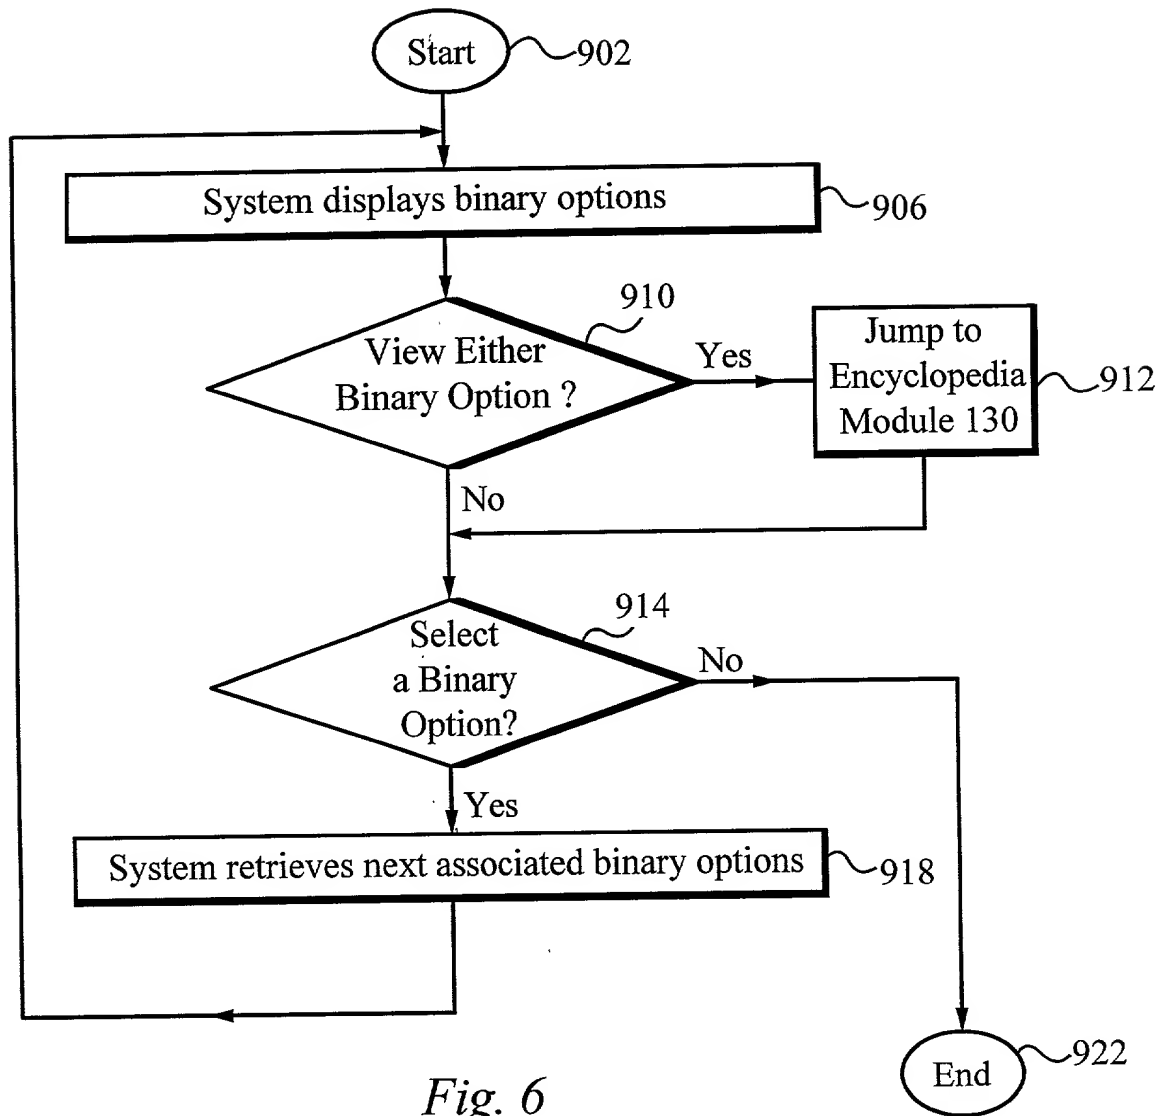 Start
902
System displays binary options
906
910
View Either
Binary Option ?
Yes
Jump to
Encyclopedia
Module 130
912
No
914
Select
a Binary
Option?
No
Yes
System retrieves next associated binary options
918
End
922
Fig. 6